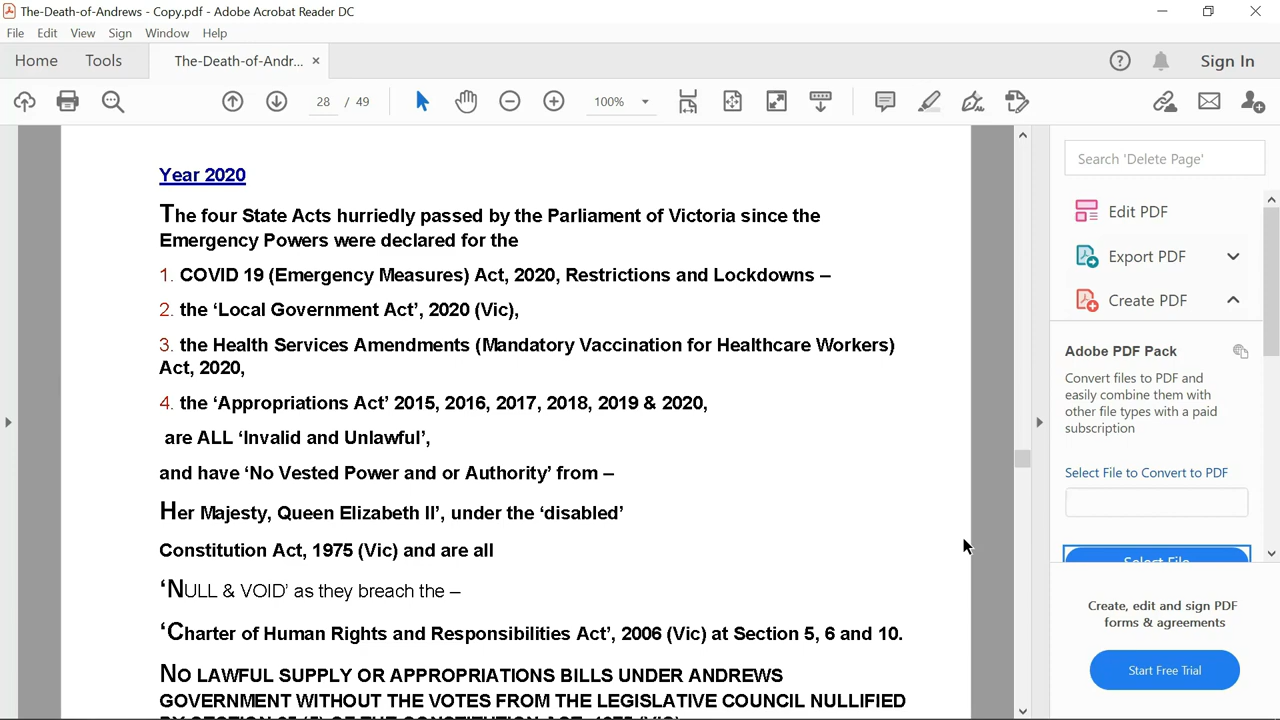 The-Death-of-Andrews - Copy.pdf - Adobe Acrobat Reader DC
File Edit View Sign Window Help
Home Tools The-Death-of-Andr... × Sign In
28 / 49 100%
Year 2020
The four State Acts hurriedly passed by the Parliament of Victoria since the
Emergency Powers were declared for the
1. COVID 19 (Emergency Measures) Act, 2020, Restrictions and Lockdowns –
2. the ‘Local Government Act’, 2020 (Vic),
3. the Health Services Amendments (Mandatory Vaccination for Healthcare Workers)
Act, 2020,
4. the ‘Appropriations Act’ 2015, 2016, 2017, 2018, 2019 & 2020,
are ALL ‘Invalid and Unlawful’,
and have ‘No Vested Power and or Authority’ from –
Her Majesty, Queen Elizabeth II’, under the ‘disabled’
Constitution Act, 1975 (Vic) and are all
‘NULL & VOID’ as they breach the –
‘Charter of Human Rights and Responsibilities Act’, 2006 (Vic) at Section 5, 6 and 10.
NO LAWFUL SUPPLY OR APPROPRIATIONS BILLS UNDER ANDREWS
GOVERNMENT WITHOUT THE VOTES FROM THE LEGISLATIVE COUNCIL NULLIFIED
Search 'Delete Page'
Edit PDF
Export PDF
Create PDF
Adobe PDF Pack
Convert files to PDF and
easily combine them with
other file types with a paid
subscription
Select File to Convert to PDF
Select File
Create, edit and sign PDF
forms & agreements
Start Free Trial